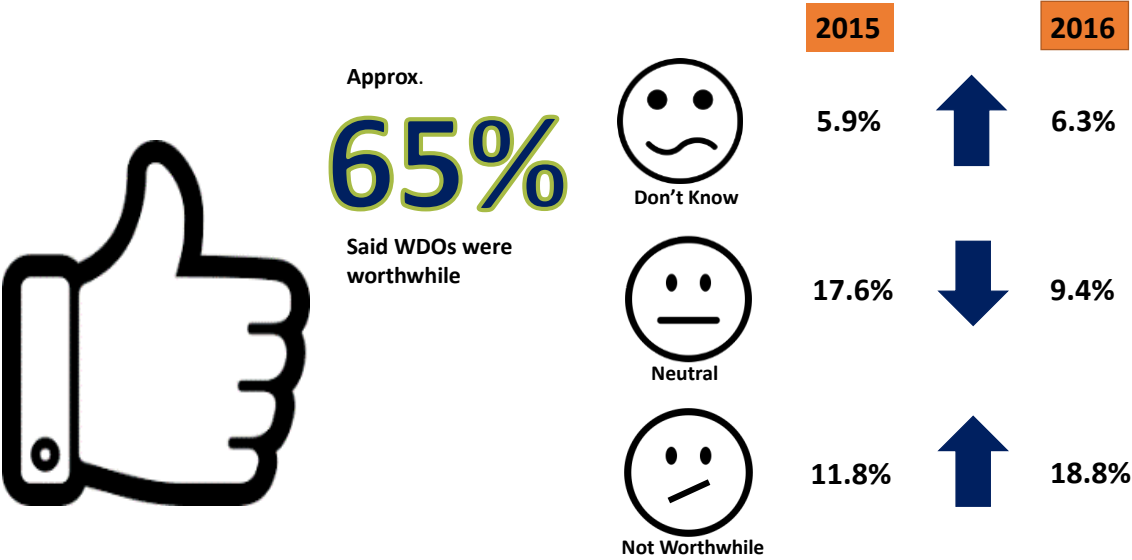 2015 2016
Approx.
65%
Said WDOs were
worthwhile
5.9% 6.3%
Don't Know
17.6% 9.4%
Neutral
11.8% 18.8%
Not Worthwhile